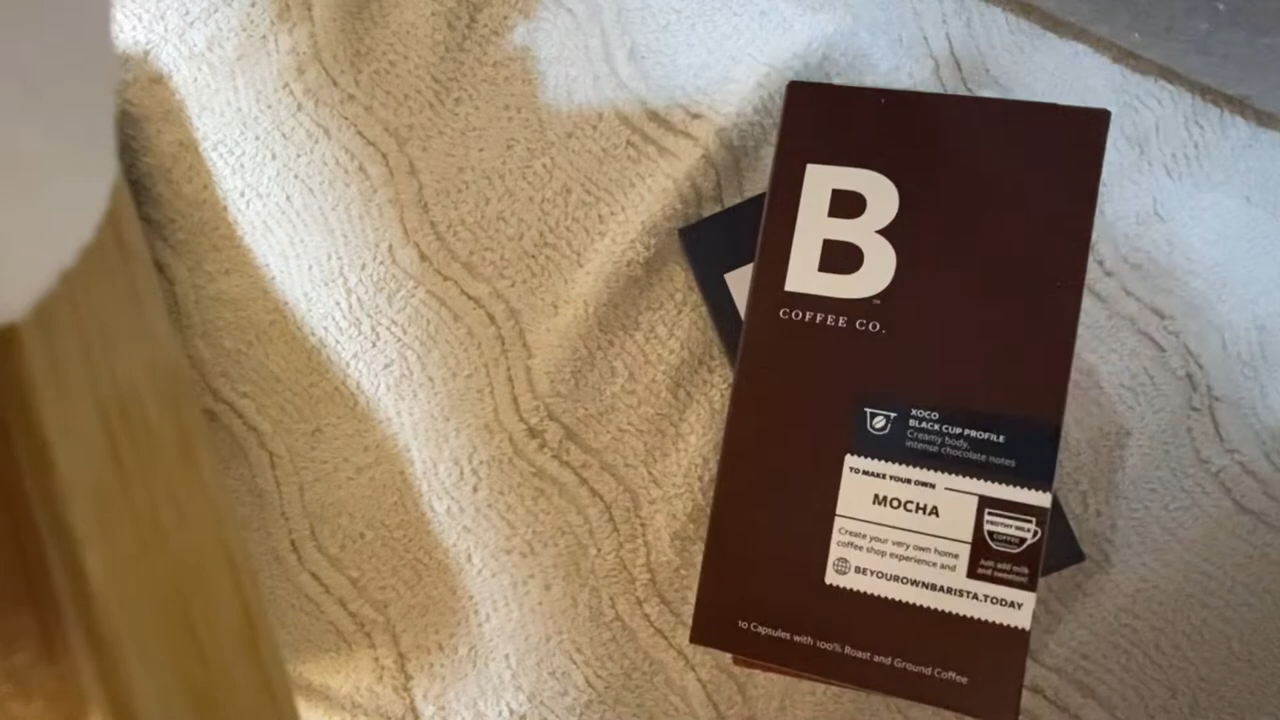 B
COFFEE CO.
XOCO
BLACK CUP PROFILE
Creamy body,
intense chocolate notes
TO MAKE YOUR OWN
MOCHA
FROTHY MILK
COFFEE
Create your very own home
coffee shop experience and
Just add milk
and sweetener!
BEYOUROWNBARISTA.TODAY
10 Capsules with 100% Roast and Ground Coffee